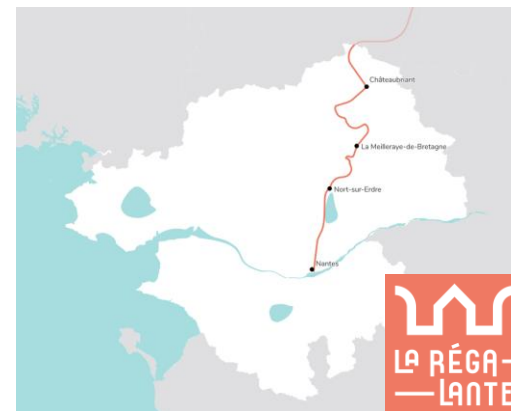 Châteaubriant
La Meilleraye-de-Bretagne
Nort-sur-Erdre
Nantes
LA RÉGA-
LANTE